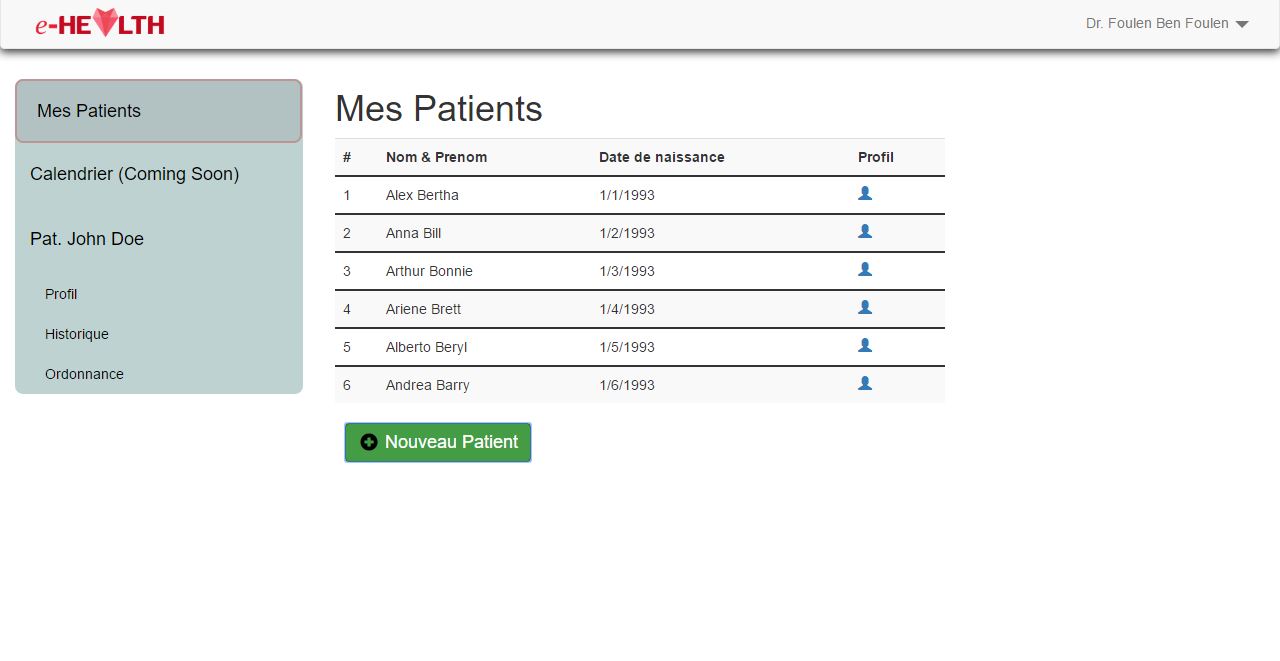 e-HEALTH
Dr. Foulen Ben Foulen
Mes Patients
Calendrier (Coming Soon)
Pat. John Doe
Profil
Historique
Ordonnance
Mes Patients
# Nom & Prenom Date de naissance Profil
1 Alex Bertha 1/1/1993
2 Anna Bill 1/2/1993
3 Arthur Bonnie 1/3/1993
4 Ariene Brett 1/4/1993
5 Alberto Beryl 1/5/1993
6 Andrea Barry 1/6/1993
Nouveau Patient